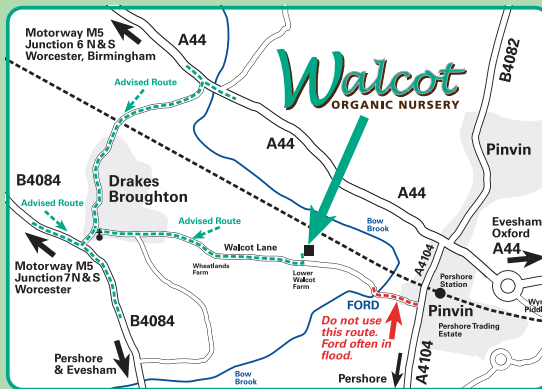 Motorway M5
Junction 6 N & S
Worcester, Birmingham
A44
B4082
Advised Route
Walcot
ORGANIC NURSERY
A44
Pinvin
A44
B4084
Drakes
Broughton
Advised Route
Advised Route
Bow
Brook
Evesham
Oxford
A44
Walcot Lane
A4104
Motorway M5
Junction 7 N & S
Worcester
Wheatlands
Farm
Lower
Walcot
Farm
Pershore
Station
FORD
Pinvin
Do not use
this route.
Ford often in
flood.
Pershore Trading
Estate
B4084
Pershore
& Evesham
Bow
Brook
Pershore
A4104